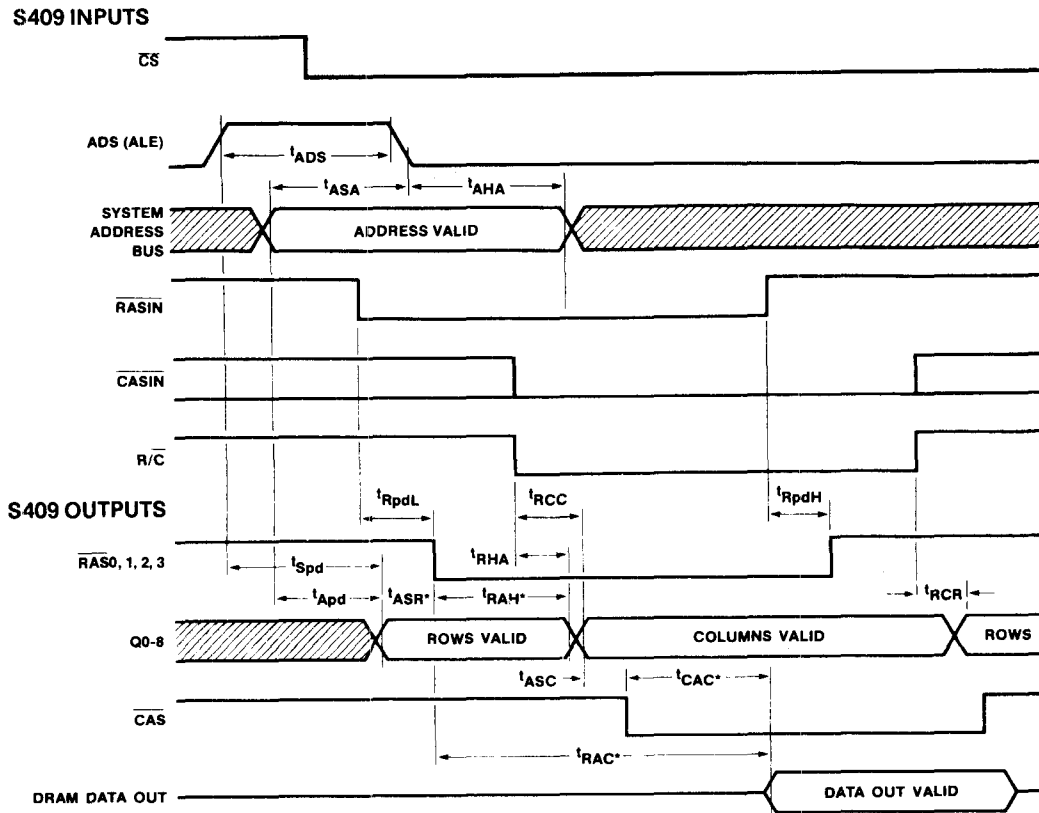 S409 INPUTS
CS
ADS (ALE)
tADS
tASA
tAHA
SYSTEM
ADDRESS
BUS
ADDRESS VALID
RASIN
CASIN
R/C
tRpdL
tRCC
tRpdH
S409 OUTPUTS
RAS0, 1, 2, 3
tRHA
tSpd
tApd
tASR*
tRAH*
tRCR
Q0-8
ROWS VALID
COLUMNS VALID
ROWS
tASC
tCAC*
CAS
tRAC*
DRAM DATA OUT
DATA OUT VALID